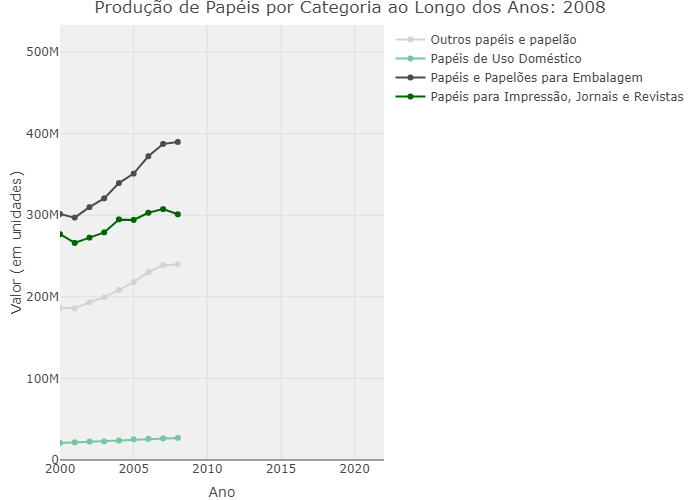 Produção de Papéis por Categoria ao Longo dos Anos: 2008
Outros papéis e papelão
Papéis de Uso Doméstico
Papéis e Papelões para Embalagem
Papéis para Impressão, Jornais e Revistas
500M
400M
300M
200M
100M
0
Valor (em unidades)
2000
2005
2010
2015
2020
Ano